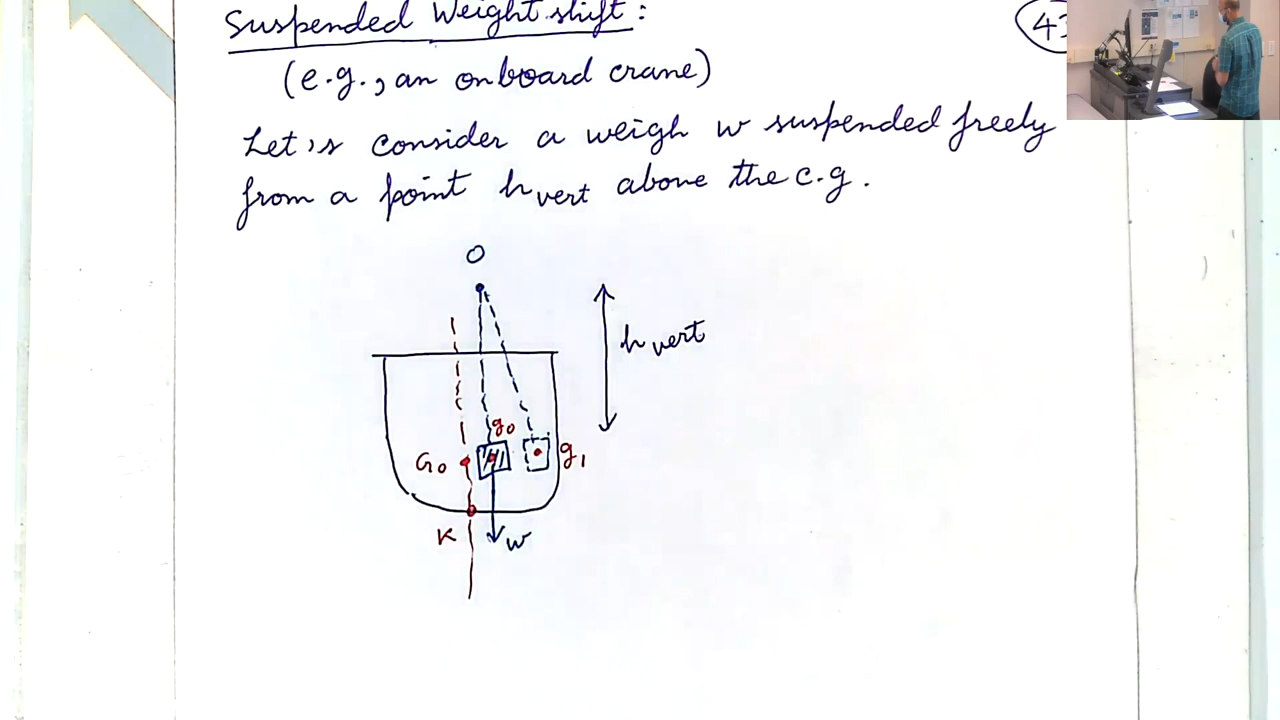 Suspended Weight shift :
43
(e.g., an onboard crane)
Let's consider a weigh w suspended freely
from a point h vert above the c.g.
O
h vert
g0
G0
g1
K
w